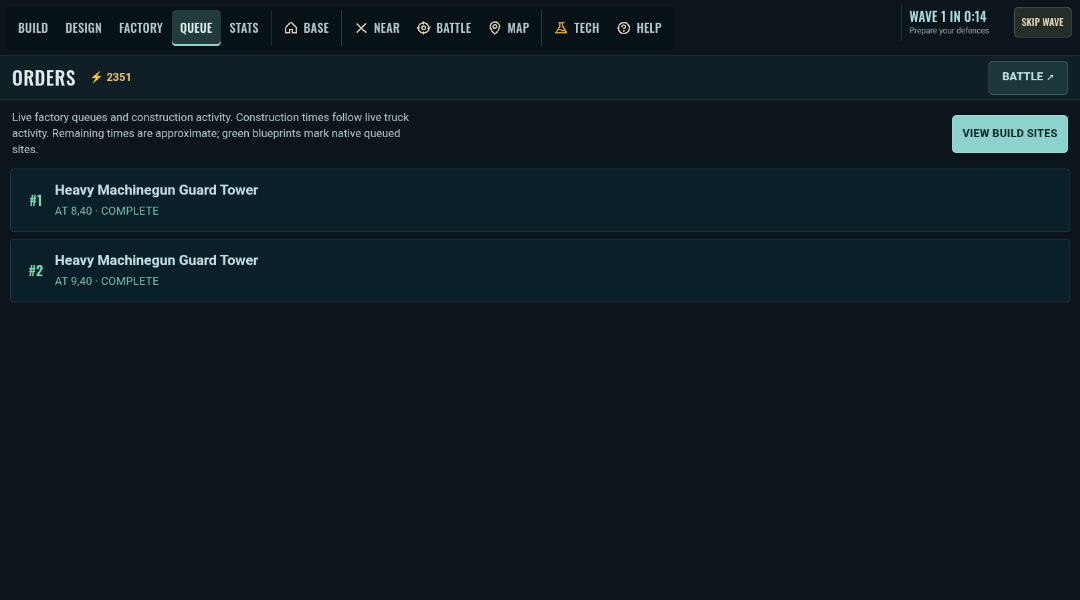 BUILD DESIGN FACTORY QUEUE STATS BASE NEAR BATTLE MAP TECH HELP
WAVE 1 IN 0:14
Prepare your defences
SKIP WAVE
ORDERS ⚡ 2351
BATTLE ↗
Live factory queues and construction activity. Construction times follow live truck
activity. Remaining times are approximate; green blueprints mark native queued
sites.
VIEW BUILD SITES
#1
Heavy Machinegun Guard Tower
AT 8,40 · COMPLETE
#2
Heavy Machinegun Guard Tower
AT 9,40 · COMPLETE